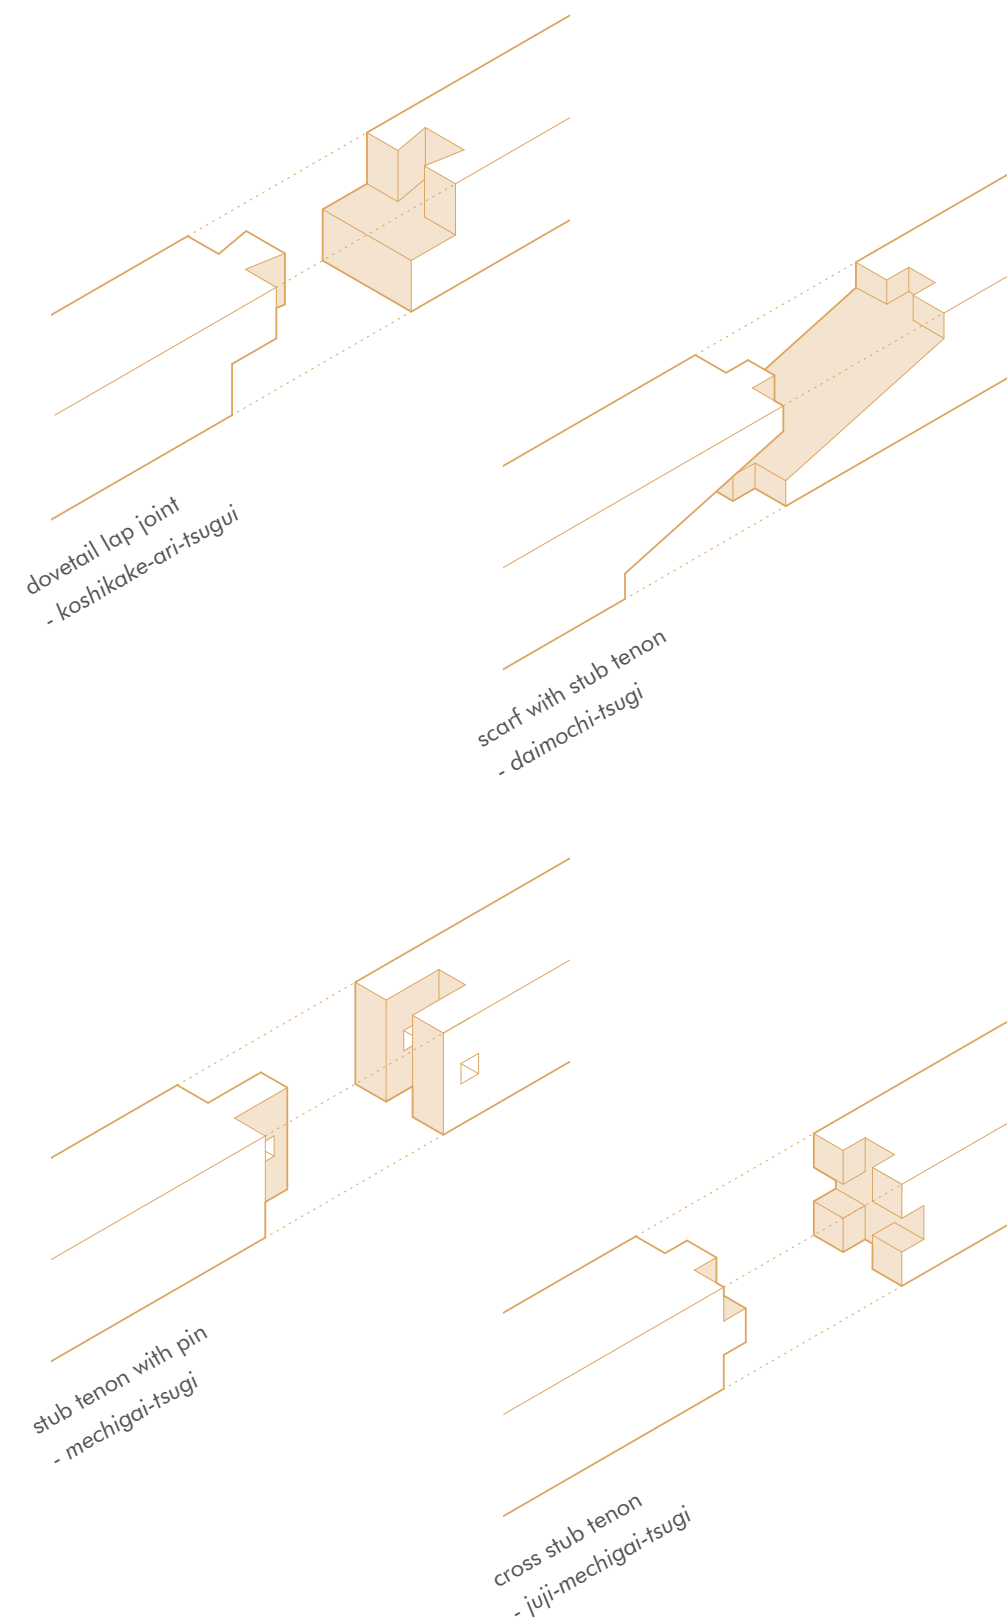 dovetail lap joint
- koshikake-ari-tsugui
scarf with stub tenon
- daimochi-tsugi
stub tenon with pin
- mechigai-tsugi
cross stub tenon
- juji-mechigai-tsugi